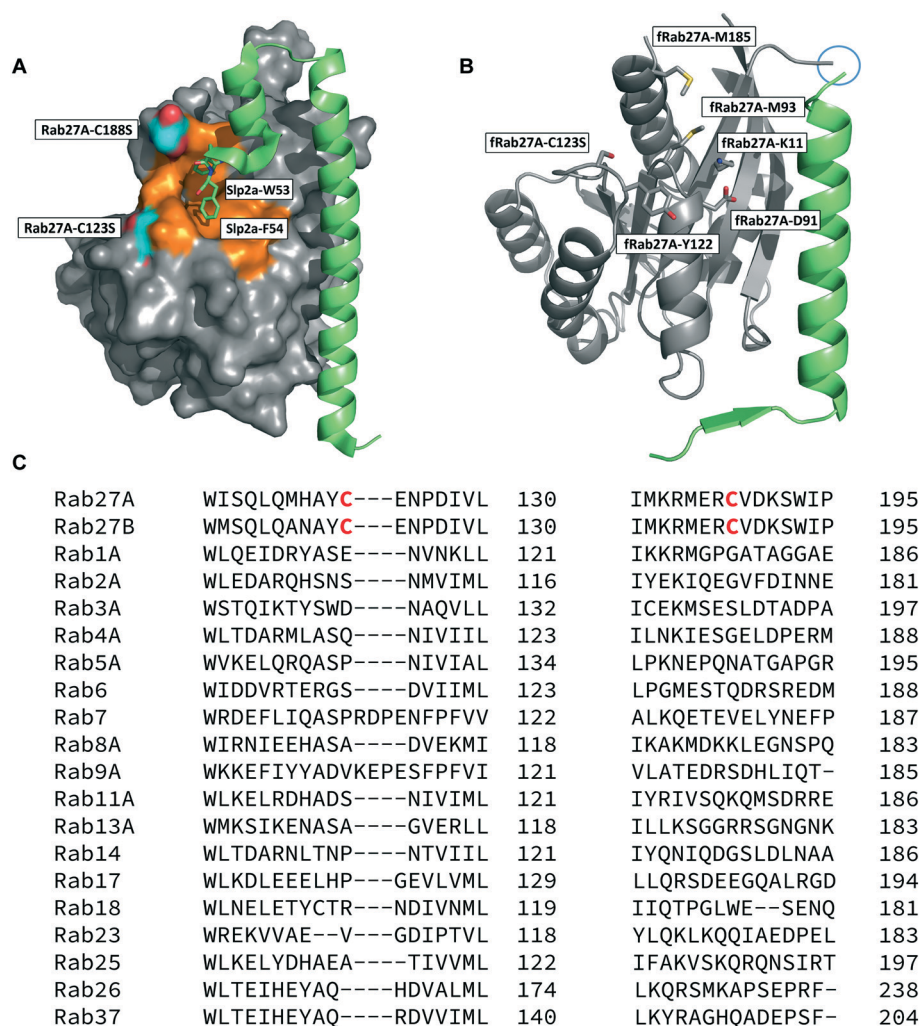 A
B
fRab27A-M185
fRab27A-M93
Rab27A-C188S
fRab27A-C123S
fRab27A-K11
Slp2a-W53
Rab27A-C123S
Slp2a-F54
fRab27A-D91
fRab27A-Y122
C
Rab27A WISQLQMHAYC----ENPDIVL 130 IMKRMERCVDKSWIP 195
Rab27B WMSQLQANAYC----ENPDIVL 130 IMKRMERCVDKSWIP 195
Rab1A WLQEIDRYASE----NVNKLL 121 IKKRMGPGATAGGAE 186
Rab2A WLEDARQHSNS----NMVIML 116 IYEKIQEGVFDINNE 181
Rab3A WSTQIKTYSWD----NAQVLL 132 ICEKMSESLDTADPA 197
Rab4A WLTDARMLASQ----NIVIIL 123 ILNKIESGELDPERM 188
Rab5A WVKELQRQASP----NIVIAL 134 LPKNEPQNATGAPGR 195
Rab6 WIDDVRTERGS----DVIIML 123 LPGMESTQDRSREDM 188
Rab7 WRDEFLIQASPRDPENFPFVV 122 ALKQETEVELYNEFP 187
Rab8A WIRNIEEHASA----DVEKMI 118 IKAKMDKKLEGNSPQ 183
Rab9A WKKEFIYYADVKEPESFPFVI 121 VLATEDRSDHLIQT- 185
Rab11A WLKELRDHADS----NIVIML 121 IYRIVSQKQMSDRRE 186
Rab13A WMKSIKENASA----GVERLL 118 ILLKSGGRRSGNGNK 183
Rab14 WLTDARNLTNP----NTVIIL 121 IYQNIQDGSLDLNAA 186
Rab17 WLKDLEEELHP----GEVLVML 129 LLQRSDEEGQALRGD 194
Rab18 WLNELETYCTR----NDIVNML 119 IIQTPGLWE--SENQ 181
Rab23 WREKVVAE--V----GDIPTVL 118 YLQKLKQQIAEDPEL 183
Rab25 WLKELYDHAEA----TIVVML 122 IFAKVSKQRQNSIRT 197
Rab26 WLTEIHEYAQ----HDVALML 174 LKQRSMKAPSEPRF- 238
Rab37 WLTEIHEYAQ----RDVVIML 140 LKYRAGHQADEPSF- 204